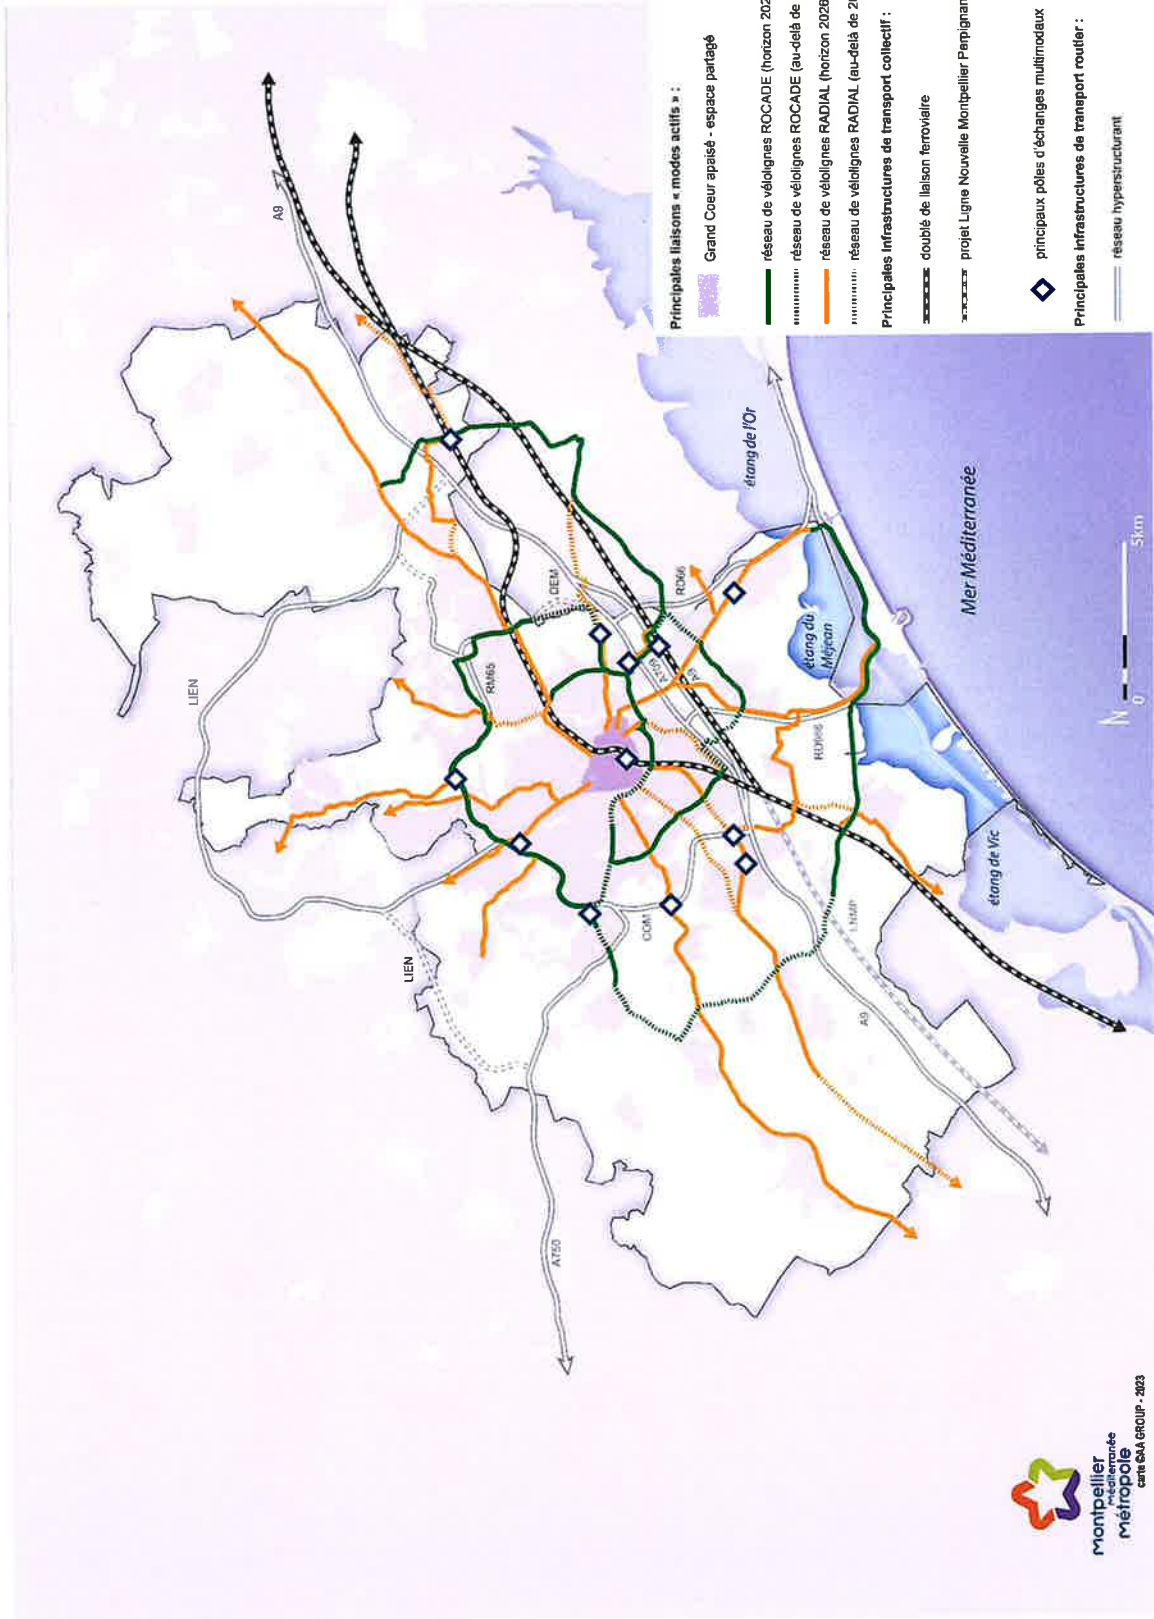 Principales liaisons « modes actifs » :
Grand Coeur apaisé - espace partagé
réseau de vélolignes ROCADE (horizon 202
réseau de vélolignes ROCADE (au-delà de
réseau de vélolignes RADIAL (horizon 2026
réseau de vélolignes RADIAL (au-delà de 20
Principales Infrastructures de transport collectif :
doublé de liaison ferroviaire
projet Ligne Nouvelle Montpellier Perpignan
principaux pôles d'échanges multimodaux
Principales infrastructures de transport routier :
réseau hyperstructurant
A9
LIEN
RM65
DEM
RD66
A709
A9
étang de l'Or
étang du
Méjean
Mer Méditerranée
RD986
LIEN
COM
LNMP
étang de Vic
A9
A750
N
0
5km
Montpellier
Méditerranée
Métropole
carte ©AA GROUP - 2023